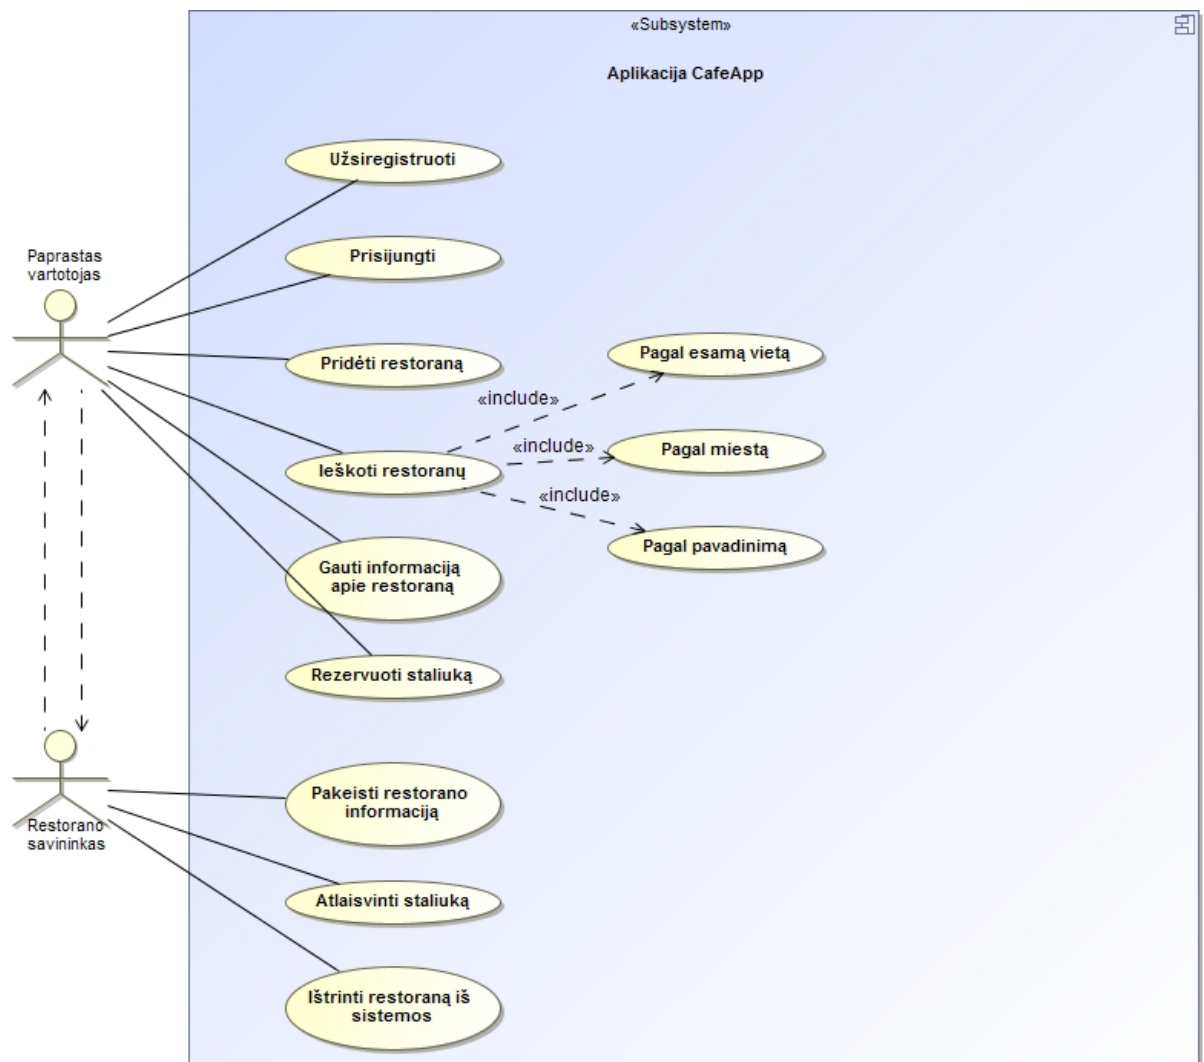 «Subsystem»
Aplikacija CafeApp
Užsiregistruoti
Prisijungti
Paprastas
vartotojas
Pridėti restoraną
Pagal esamą vietą
«include»
Ieškoti restoranų
«include»
Pagal miestą
«include»
Pagal pavadinimą
Gauti informaciją
apie restoraną
Rezervuoti staliuką
Restorano
savininkas
Pakeisti restorano
informaciją
Atlaisvinti staliuką
Ištrinti restoraną iš
sistemos